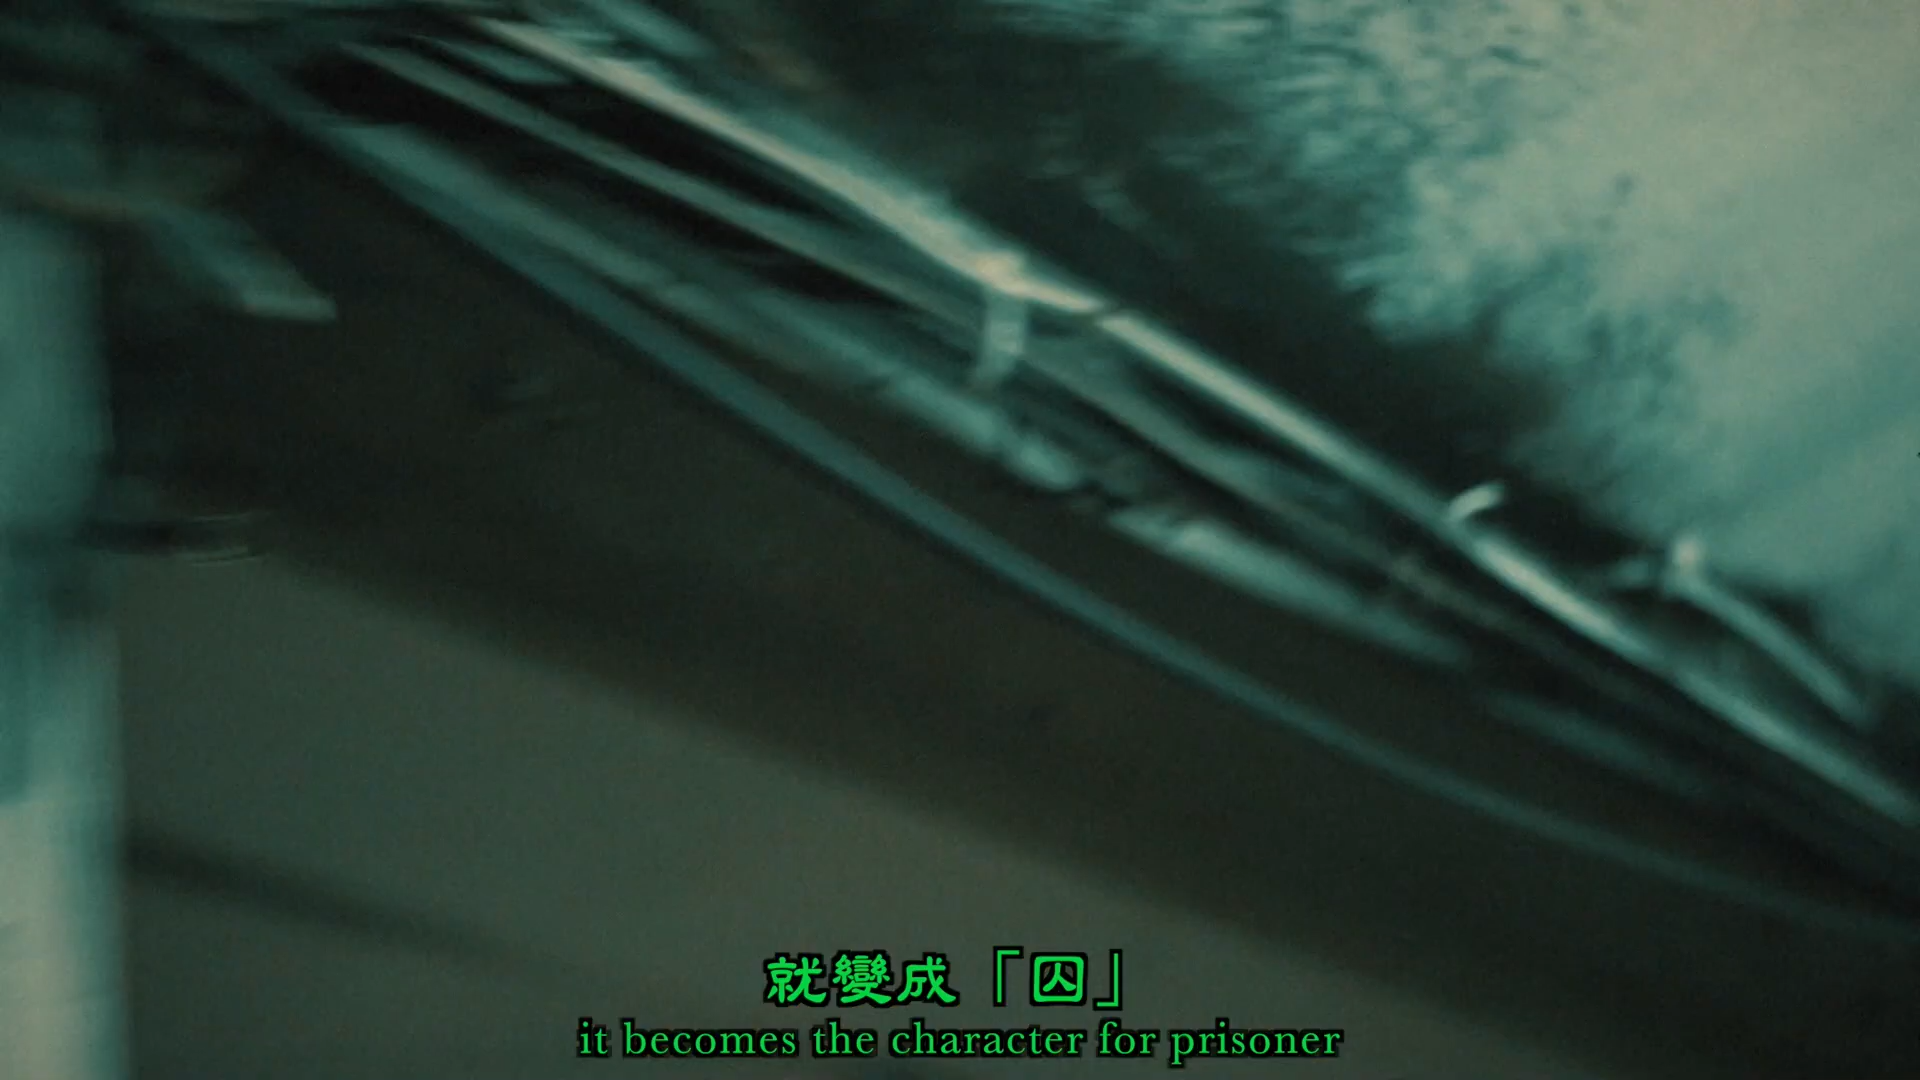 就變成「囚」
it becomes the character for prisoner